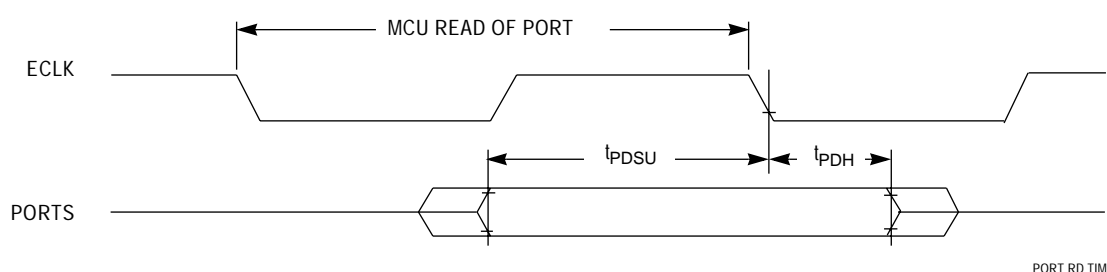 MCU READ OF PORT
ECLK
tPDSU
tPDH
PORTS
PORT RD TIM